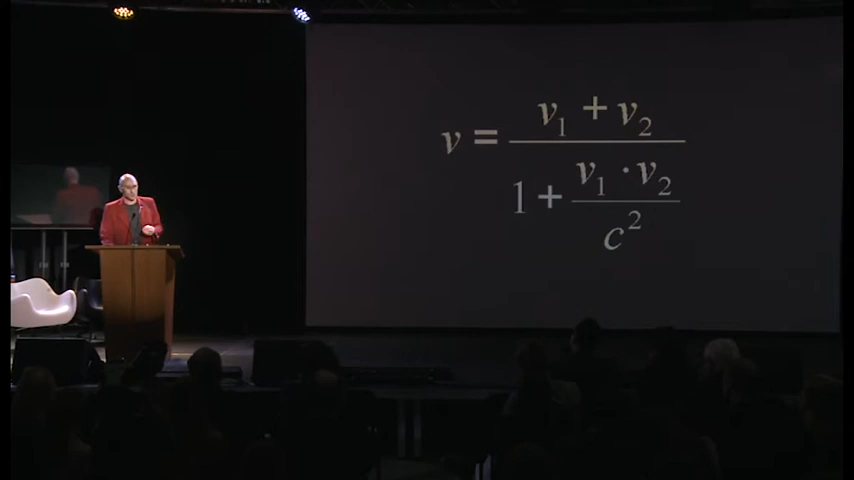 v = (v₁ + v₂) / (1 + (v₁ · v₂) / c²)